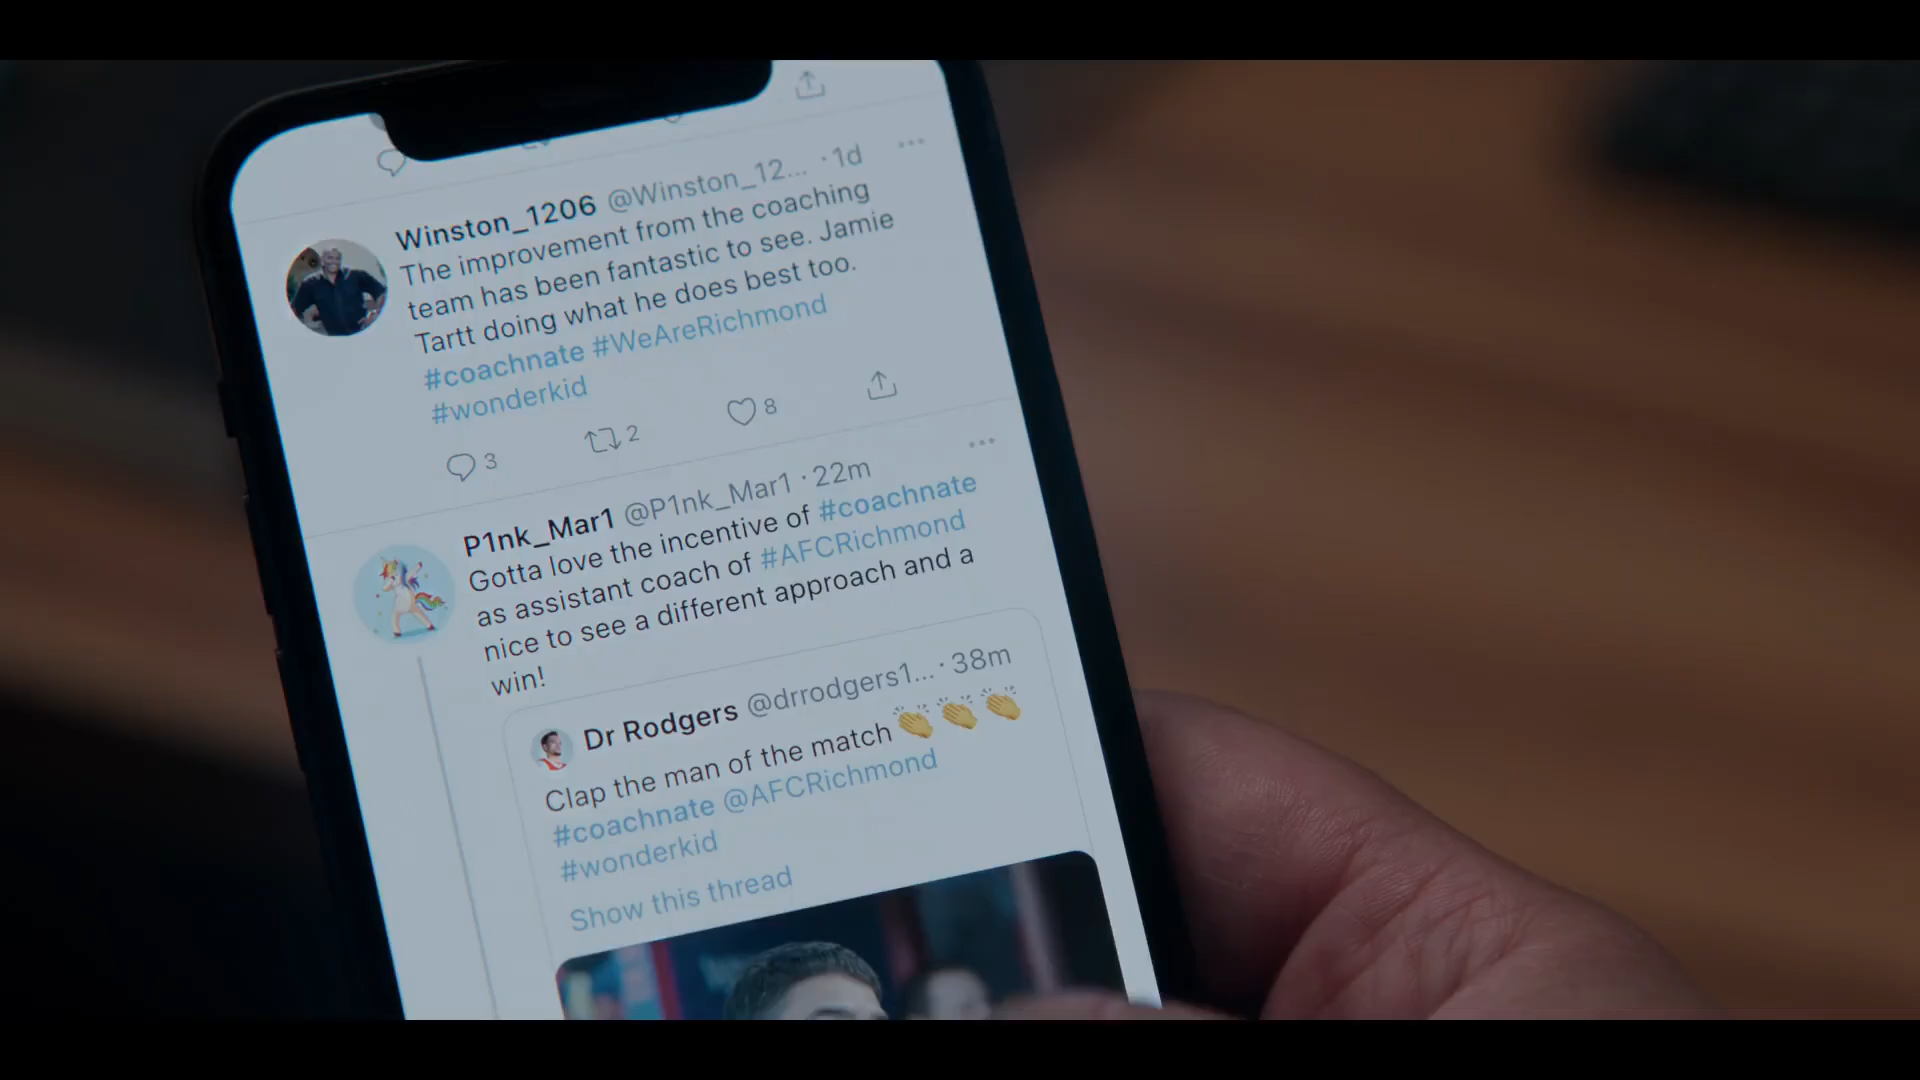 Winston_1206 @Winston_12... · 1d
The improvement from the coaching
team has been fantastic to see. Jamie
Tartt doing what he does best too.
#coachnate #WeAreRichmond
#wonderkid
3 2 8
P1nk_Mar1 @P1nk_Mar1 · 22m
Gotta love the incentive of #coachnate
as assistant coach of #AFCRichmond
nice to see a different approach and a
win!
Dr Rodgers @drrodgers1... · 38m
Clap the man of the match 👏👏👏
#coachnate @AFCRichmond
#wonderkid
Show this thread